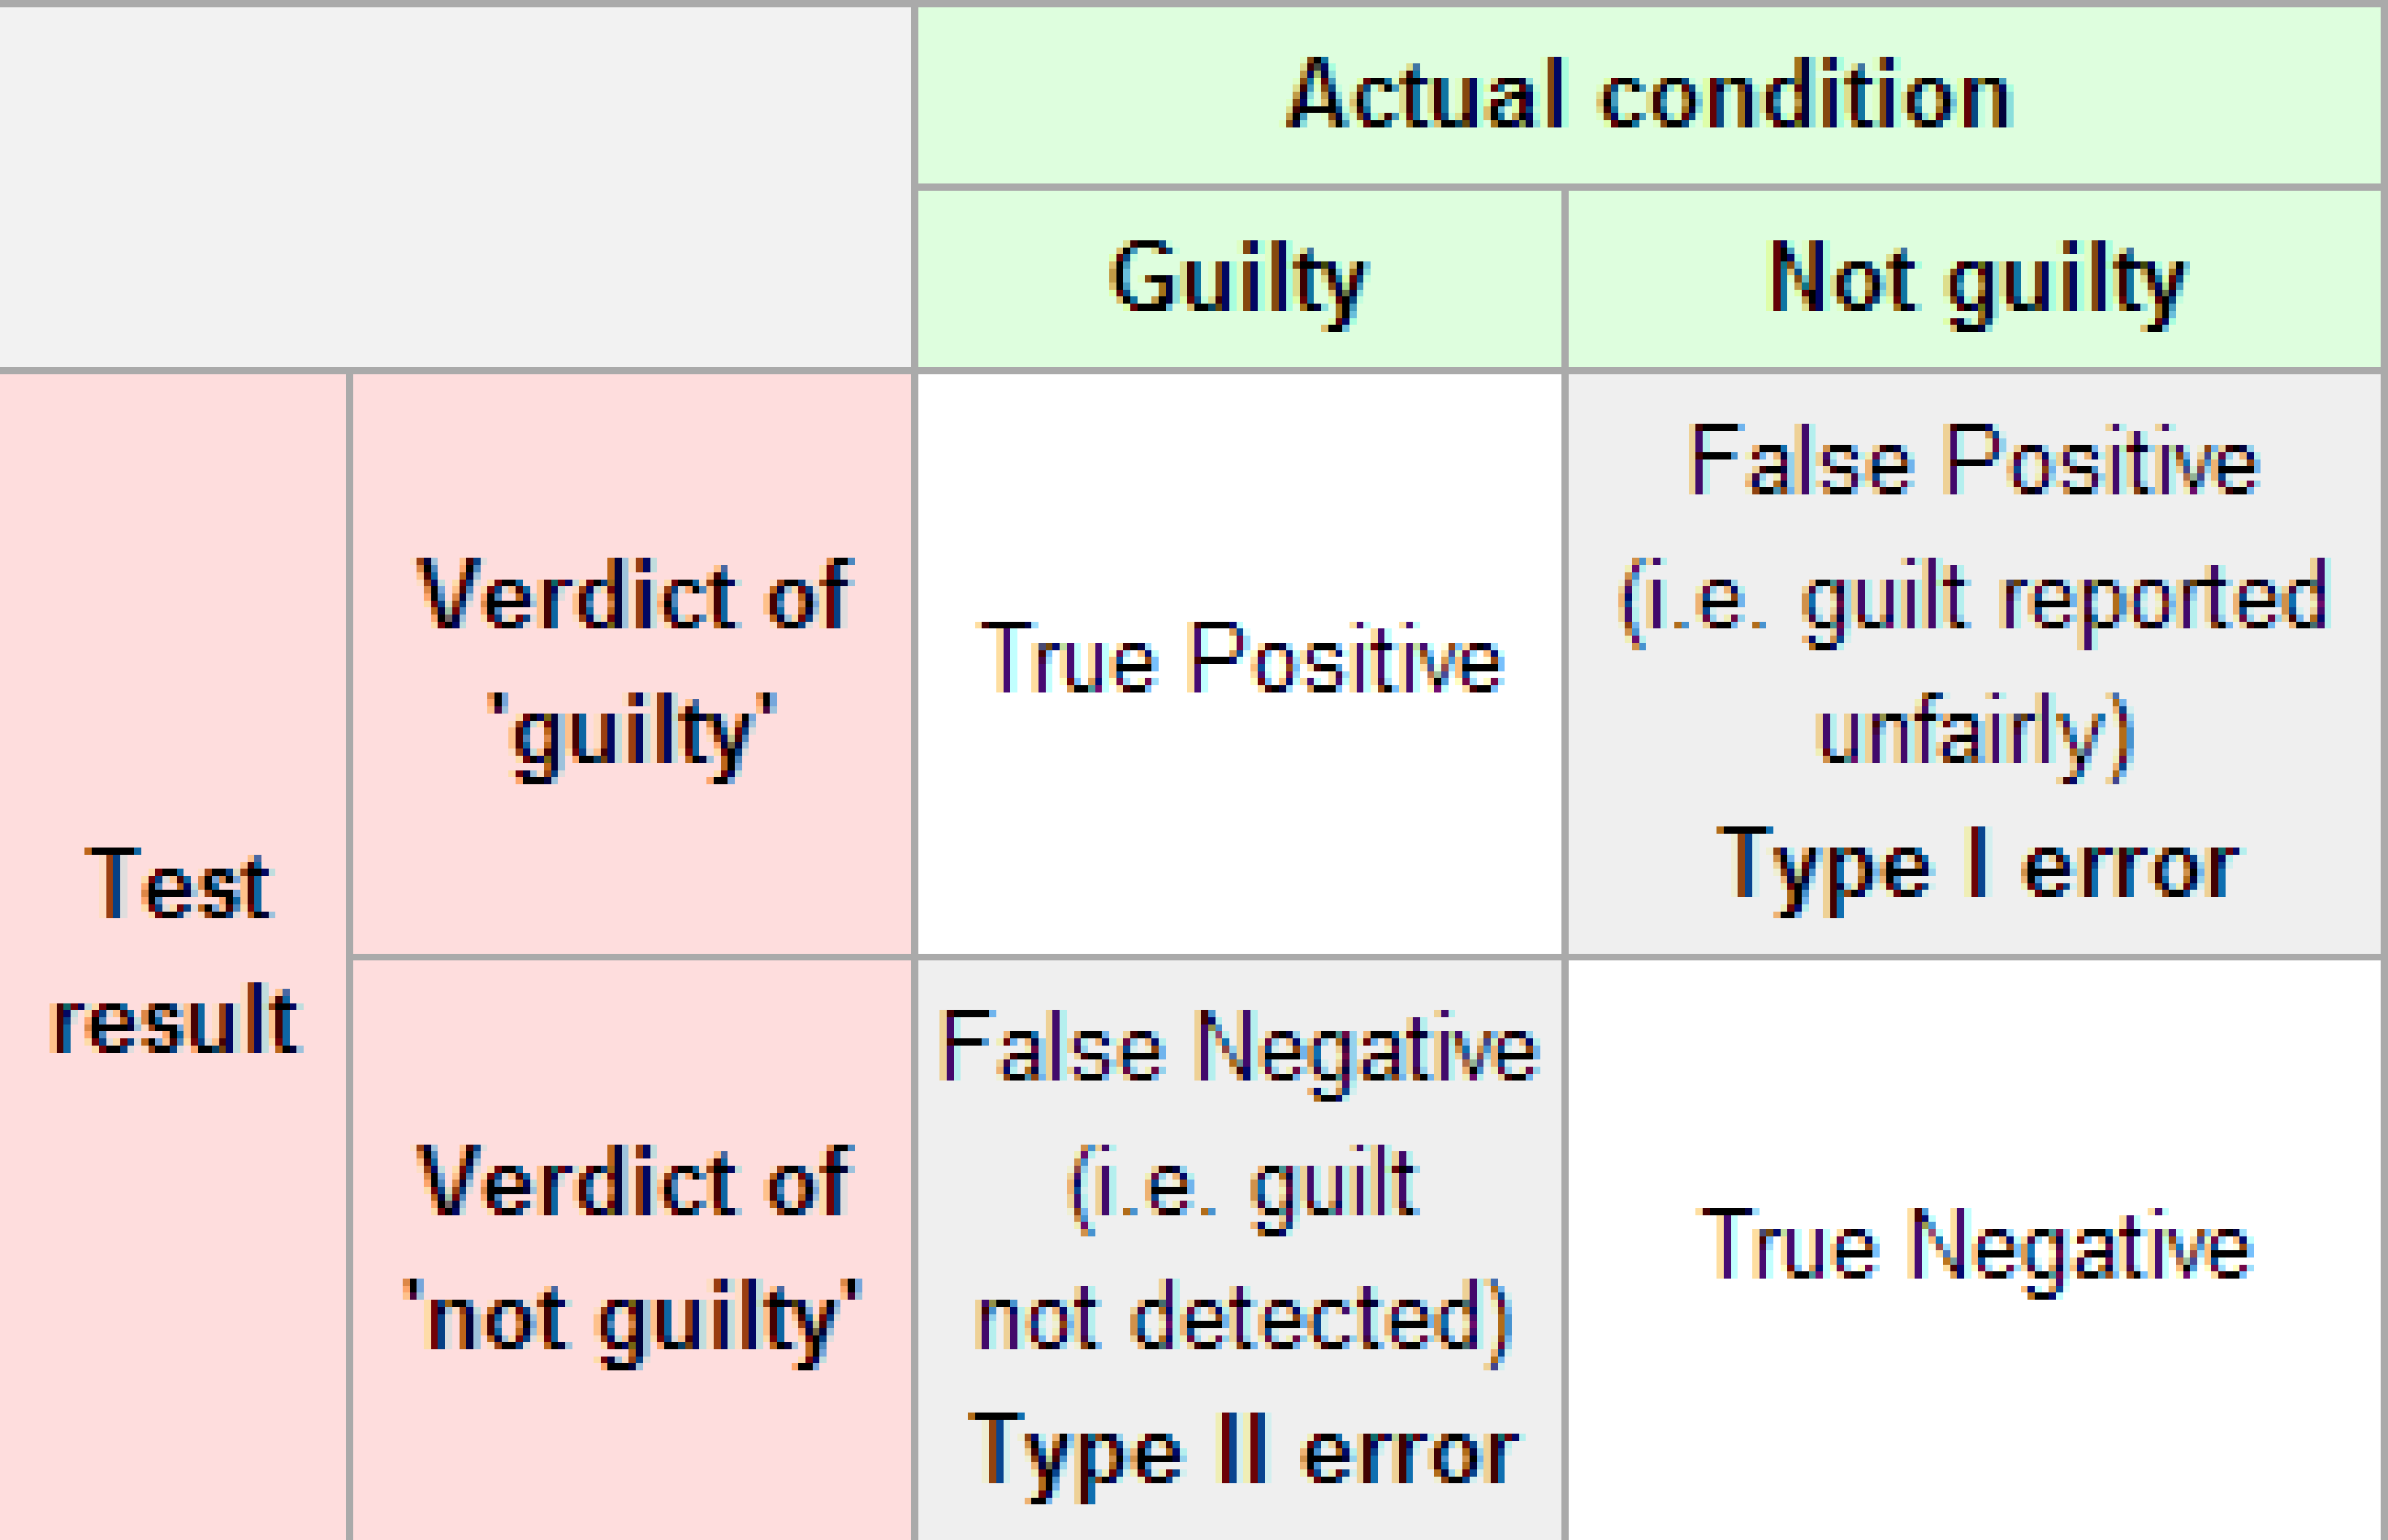 Actual condition
Guilty
Not guilty
Test
result
Verdict of
'guilty'
True Positive
False Positive
(i.e. guilt reported
unfairly)
Type I error
Verdict of
'not guilty'
False Negative
(i.e. guilt
not detected)
Type II error
True Negative